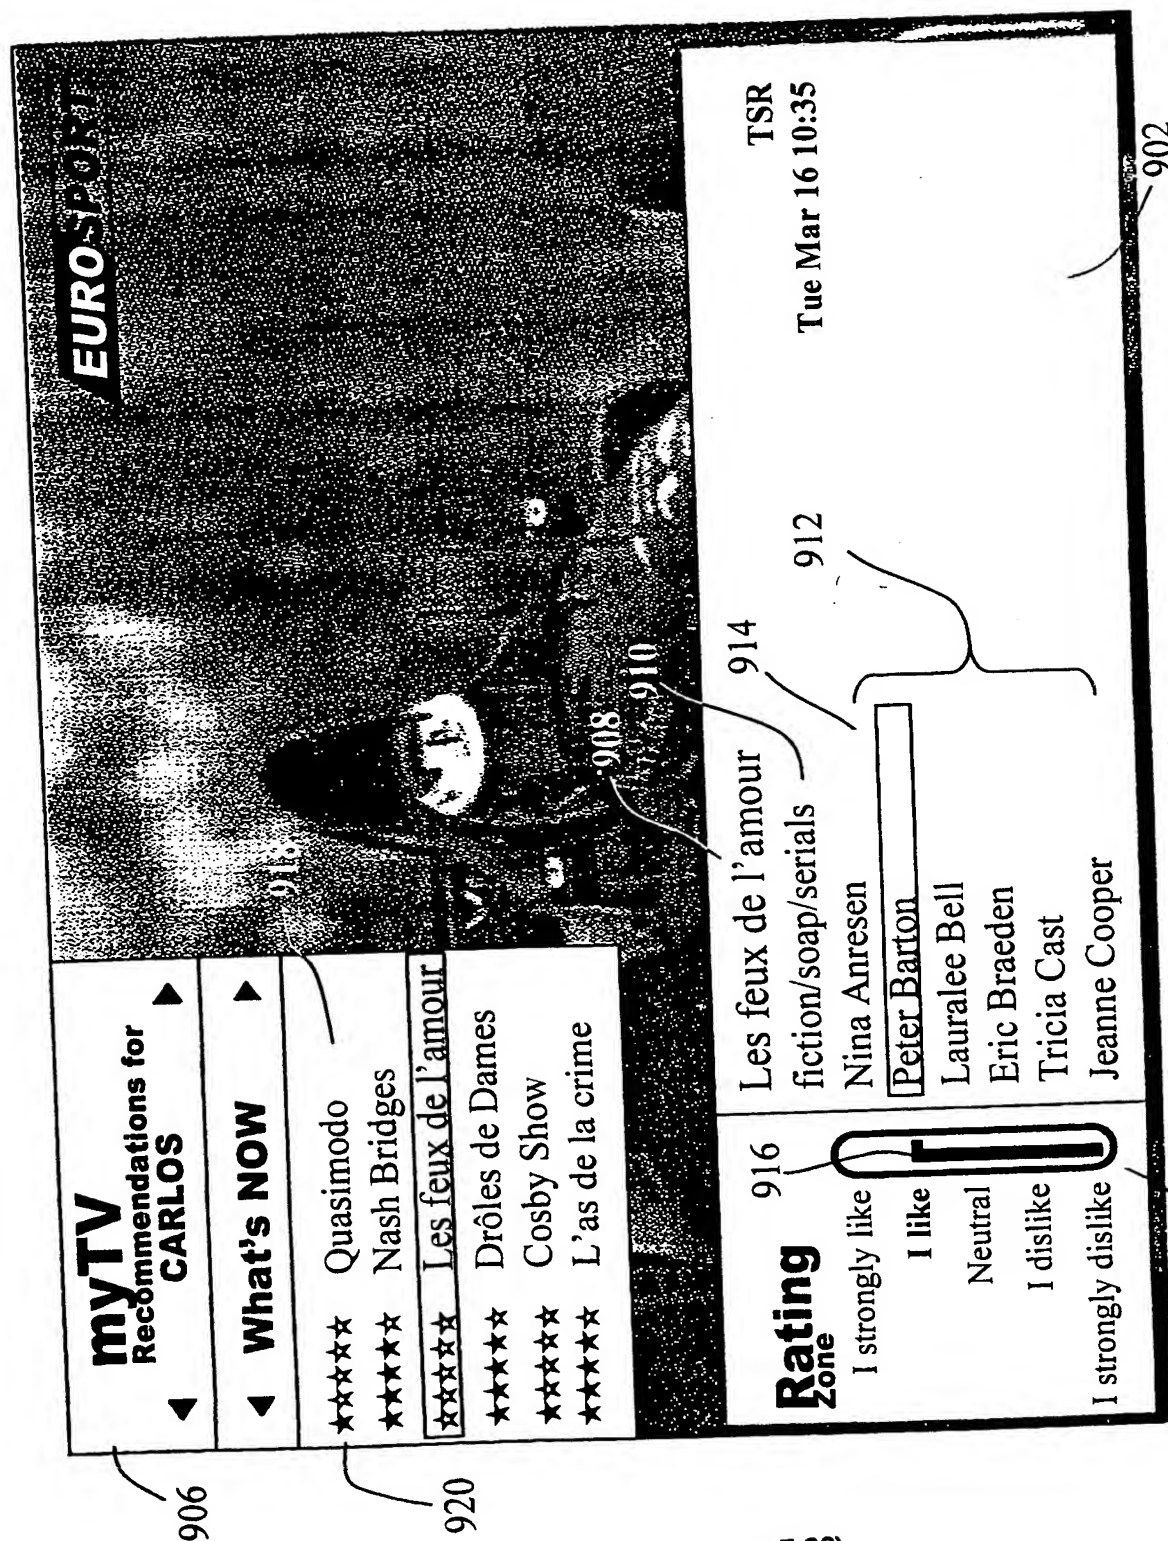 906
myTV
Recommendations for
CARLOS
What's NOW
920
★☆☆☆☆ Quasimodo
★★★★★ Nash Bridges
☆☆☆☆☆ Les feux de l'amour
★★★★★ Drôles de Dames
★★☆★☆ Cosby Show
★★★★★ L'as de la crime
918
EUROSPORT
908
910
914
912
916
Rating
Zone
I strongly like
I like
Neutral
I dislike
I strongly dislike
Les feux de l'amour
fiction/soap/serials
Nina Anresen
Peter Barton
Lauralee Bell
Eric Braeden
Tricia Cast
Jeanne Cooper
TSR
Tue Mar 16 10:35
902